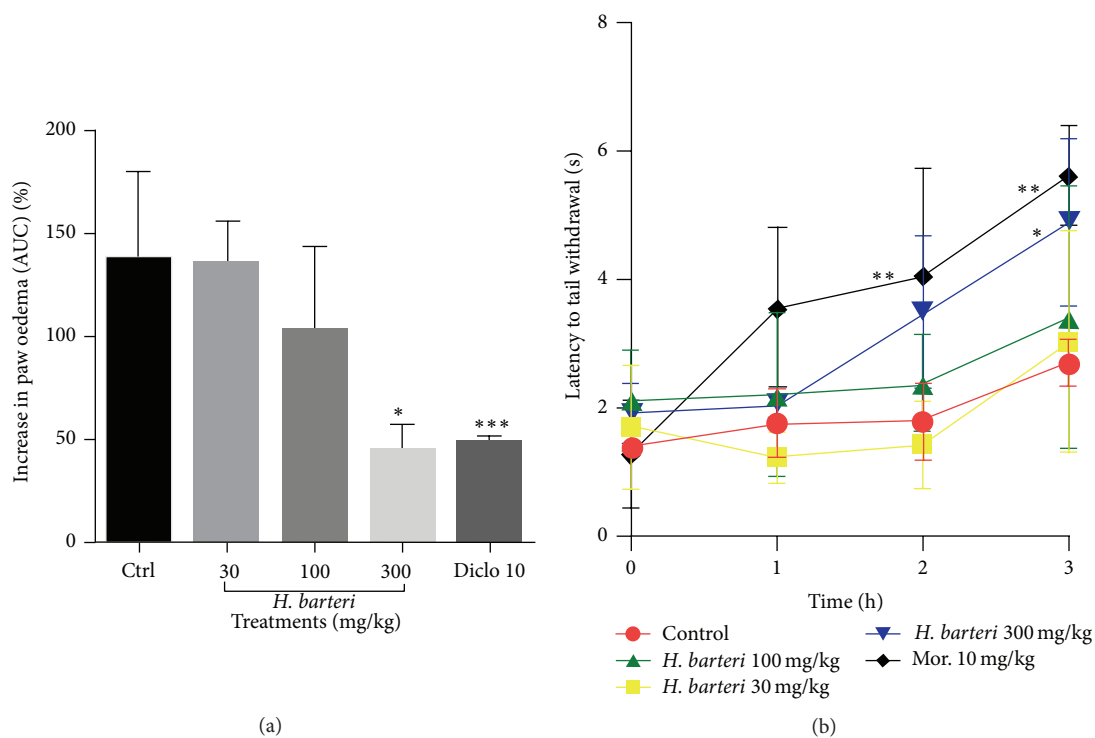 Increase in paw oedema (AUC) (%)
200
150
100
50
0
*
***
Ctrl
30
100
300
Diclo 10
H. barteri
Treatments (mg/kg)
(a)
Latency to tail withdrawal (s)
8
6
4
2
0
**
**
*
0
1
2
3
Time (h)
Control
H. barteri 100 mg/kg
H. barteri 30 mg/kg
H. barteri 300 mg/kg
Mor. 10 mg/kg
(b)